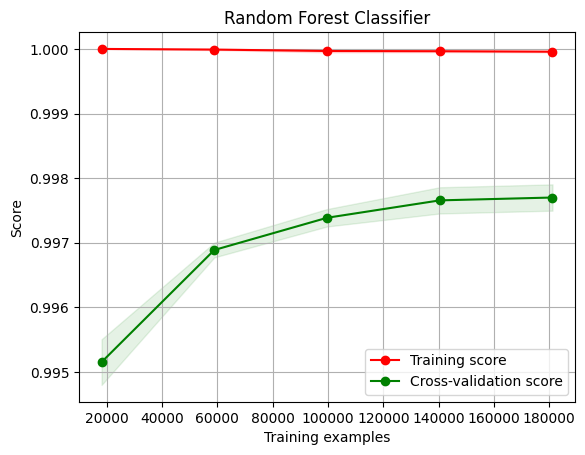 Random Forest Classifier
1.000
0.999
0.998
0.997
0.996
0.995
Score
20000 40000 60000 80000 100000 120000 140000 160000 180000
Training examples
Training score
Cross-validation score